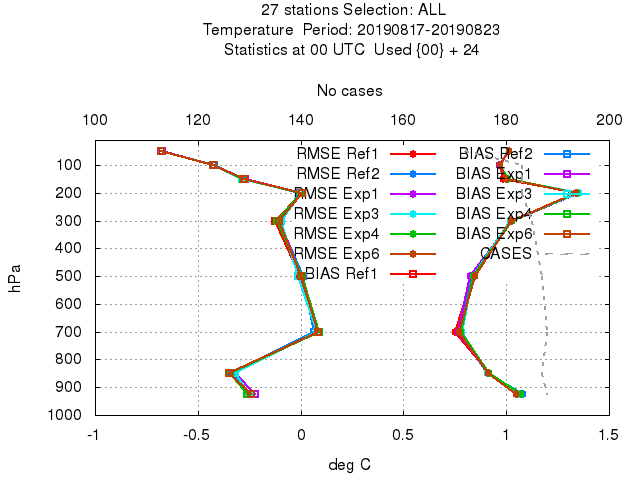 27 stations Selection: ALL
Temperature Period: 20190817-20190823
Statistics at 00 UTC Used {00} + 24
No cases
100 120 140 160 180 200
RMSE Ref1 BIAS Ref2
100 RMSE Ref2 BIAS Exp1
200 RMSE Exp1 BIAS Exp3
300 RMSE Exp3 BIAS Exp4
400 RMSE Exp4 BIAS Exp6
500 RMSE Exp6 CASES
600 BIAS Ref1
700
800
900
1000
hPa
-1 -0.5 0 0.5 1 1.5
deg C